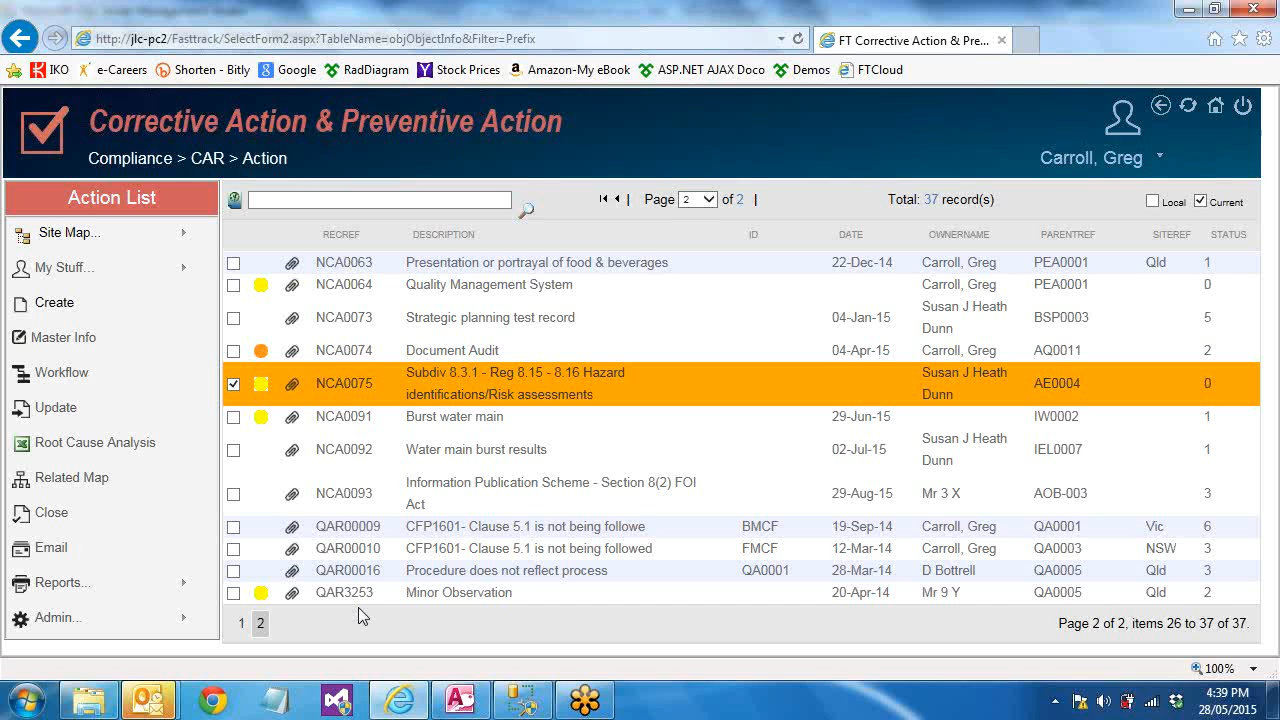 http://jlc-pc2/Fasttrack/SelectForm2.aspx?TableName=objObjectInfo&Filter=Prefix
FT Corrective Action & Pre...
IKO e-Careers Shorten - Bitly Google RadDiagram Stock Prices Amazon-My eBook ASP.NET AJAX Doco Demos FTCloud
Corrective Action & Preventive Action
Compliance > CAR > Action
Carroll, Greg
Action List
Site Map...
My Stuff...
Create
Master Info
Workflow
Update
Root Cause Analysis
Related Map
Close
Email
Reports...
Admin...
Page 2 of 2 Total: 37 record(s) Local Current
RECREF DESCRIPTION ID DATE OWNERNAME PARENTREF SITEREF STATUS
NCA0063 Presentation or portrayal of food & beverages 22-Dec-14 Carroll, Greg PEA0001 Qld 1
NCA0064 Quality Management System Carroll, Greg PEA0001 0
NCA0073 Strategic planning test record 04-Jan-15 Susan J Heath Dunn BSP0003 5
NCA0074 Document Audit 04-Apr-15 Carroll, Greg AQ0011 2
NCA0075 Subdiv 8.3.1 - Reg 8.15 - 8.16 Hazard identifications/Risk assessments Susan J Heath Dunn AE0004 0
NCA0091 Burst water main 29-Jun-15 IW0002 1
NCA0092 Water main burst results 02-Jul-15 Susan J Heath Dunn IEL0007 1
NCA0093 Information Publication Scheme - Section 8(2) FOI Act 29-Aug-15 Mr 3 X AOB-003 3
QAR00009 CFP1601- Clause 5.1 is not being followe BMCF 19-Sep-14 Carroll, Greg QA0001 Vic 6
QAR00010 CFP1601- Clause 5.1 is not being followed FMCF 12-Mar-14 Carroll, Greg QA0003 NSW 3
QAR00016 Procedure does not reflect process QA0001 28-Mar-14 D Bottrell QA0005 Qld 3
QAR3253 Minor Observation 20-Apr-14 Mr 9 Y QA0005 Qld 2
1 2 Page 2 of 2, items 26 to 37 of 37.
100%
4:39 PM
28/05/2015